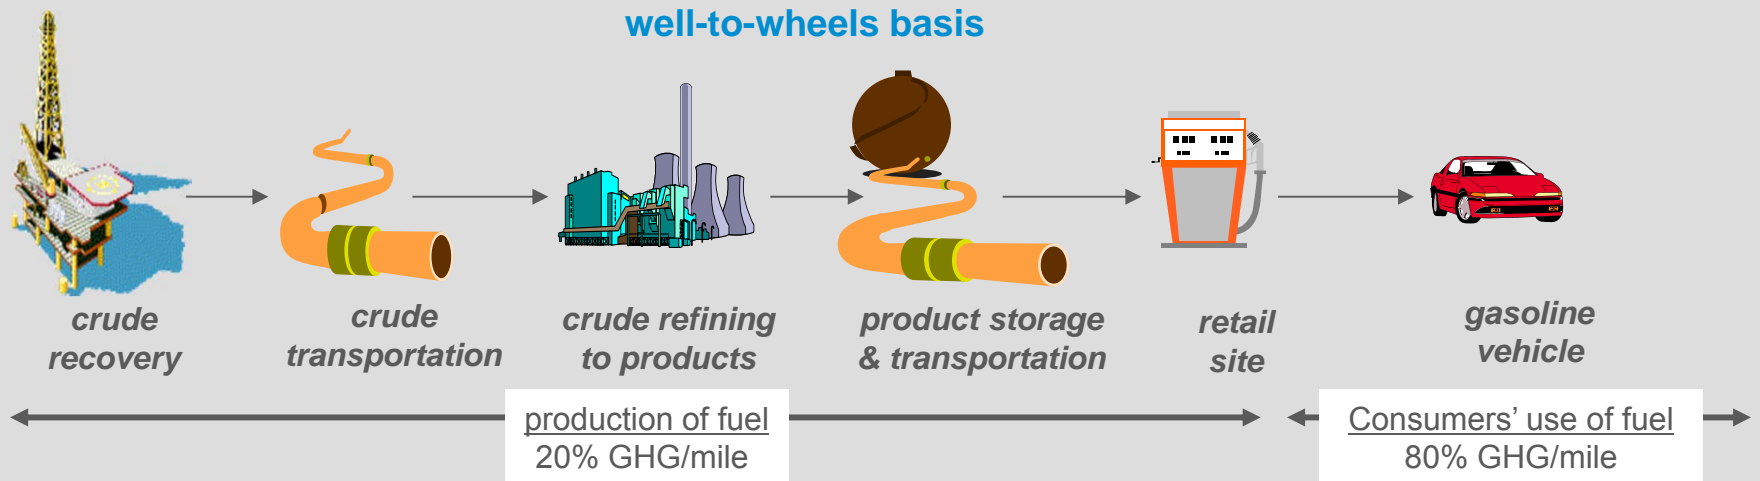 well-to-wheels basis
crude
recovery
crude
transportation
crude refining
to products
product storage
& transportation
retail
site
gasoline
vehicle
production of fuel
20% GHG/mile
Consumers’ use of fuel
80% GHG/mile